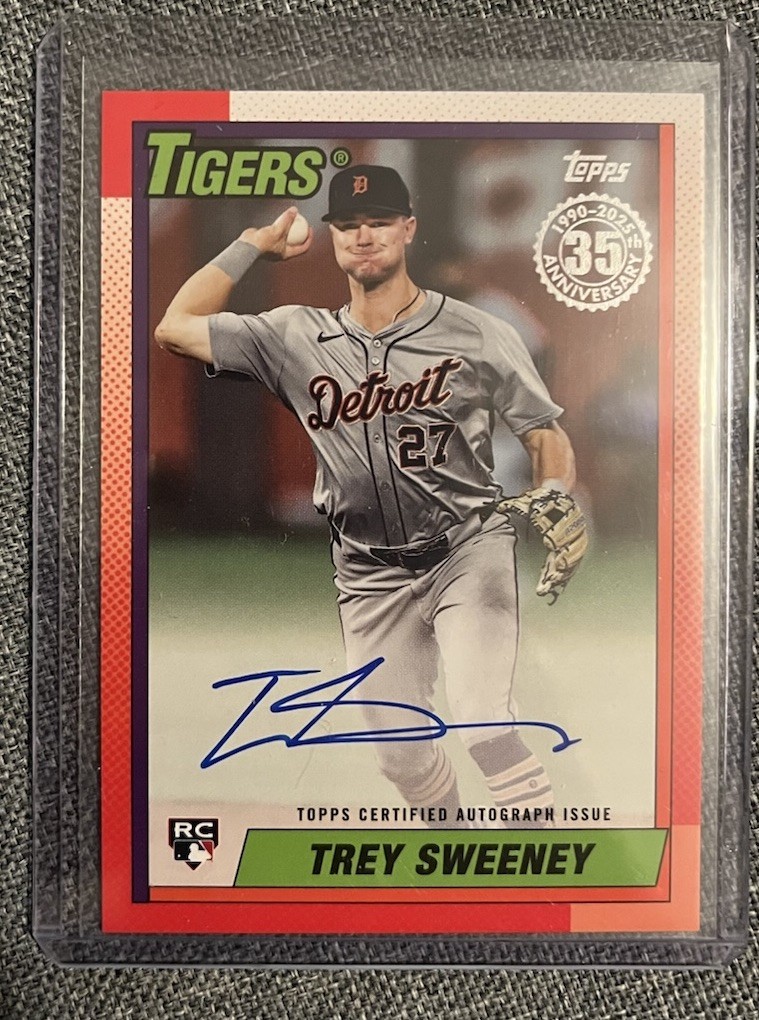 TIGERS®
topps
1990-2025
35th
ANNIVERSARY
D
Detroit
27
TOPPS CERTIFIED AUTOGRAPH ISSUE
RC
TREY SWEENEY